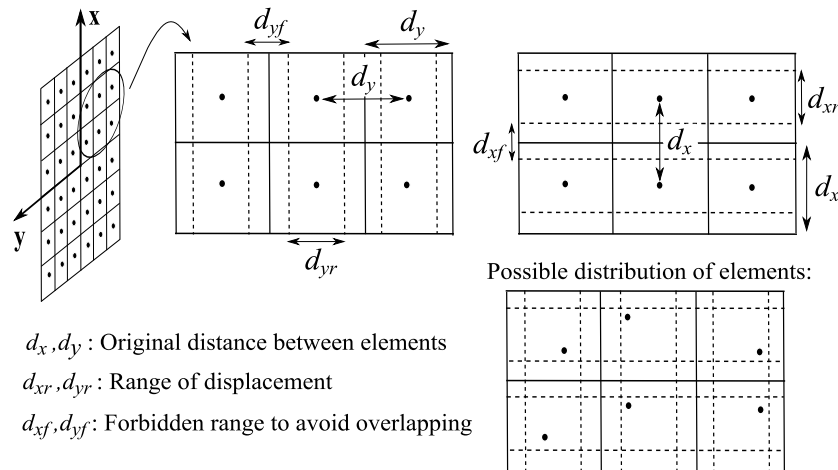 x
y
d_yf
d_y
d_y
d_yr
d_xr
d_xf
d_x
d_x
Possible distribution of elements:
d_x ,d_y : Original distance between elements
d_xr ,d_yr : Range of displacement
d_xf ,d_yf : Forbidden range to avoid overlapping